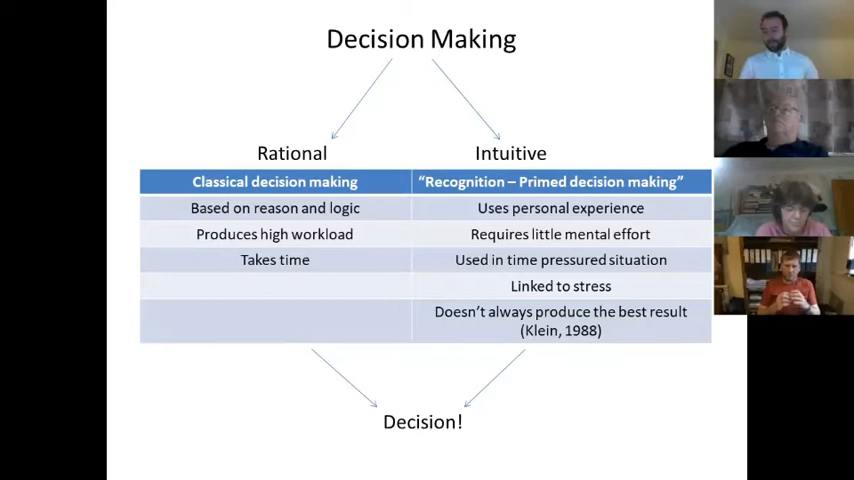 Decision Making
Rational
Intuitive
Classical decision making
“Recognition – Primed decision making”
Based on reason and logic
Uses personal experience
Produces high workload
Requires little mental effort
Takes time
Used in time pressured situation
Linked to stress
Doesn’t always produce the best result
(Klein, 1988)
Decision!